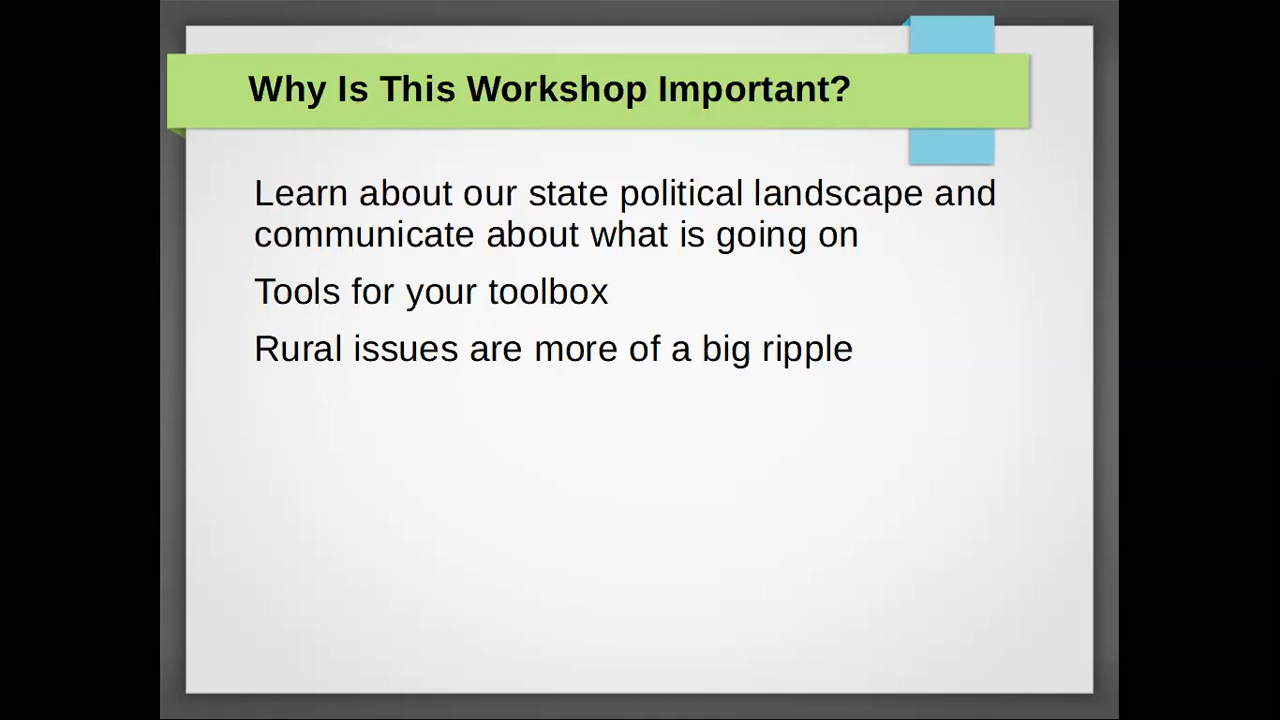 Why Is This Workshop Important?
Learn about our state political landscape and
communicate about what is going on
Tools for your toolbox
Rural issues are more of a big ripple